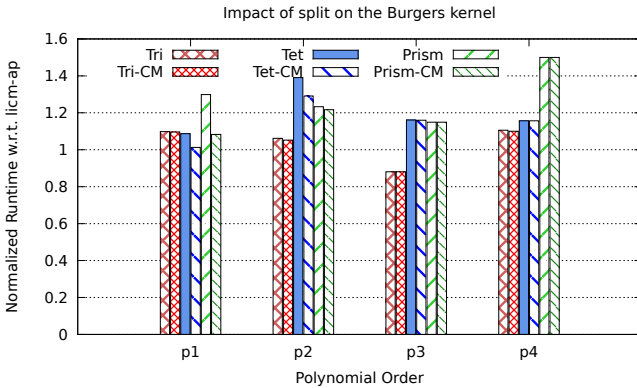 Impact of split on the Burgers kernel
Normalized Runtime w.r.t. licm-ap
1.6
1.4
1.2
1
0.8
0.6
0.4
0.2
0
Tri
Tri-CM
Tet
Tet-CM
Prism
Prism-CM
p1
p2
p3
p4
Polynomial Order